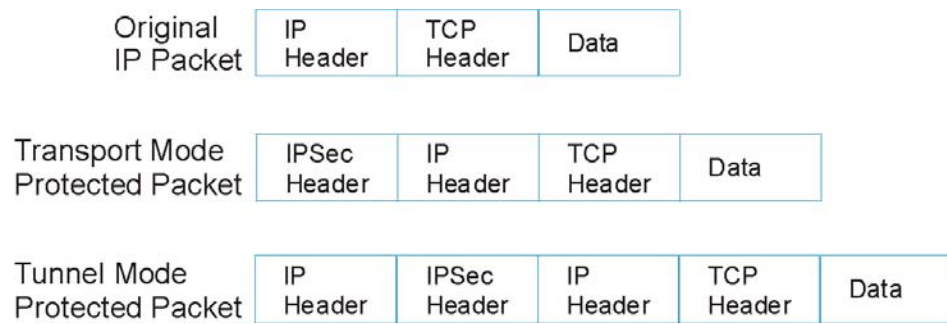 Original IP Header TCP Header Data
IP Packet
Transport Mode IPSec Header IP Header TCP Header Data
Protected Packet
Tunnel Mode IP Header IPSec Header IP Header TCP Header Data
Protected Packet